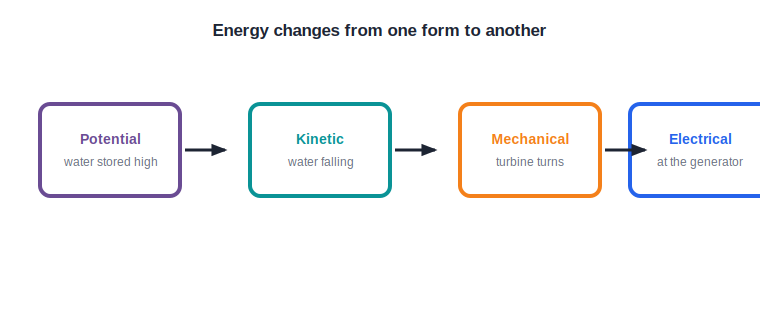 Energy changes from one form to another
Potential
water stored high
Kinetic
water falling
Mechanical
turbine turns
Electrical
at the generator